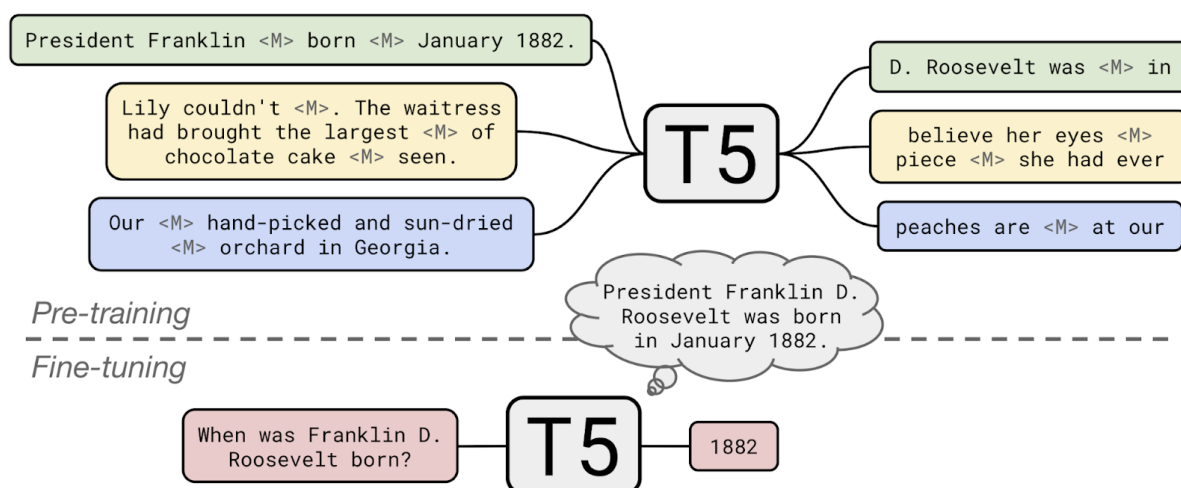 President Franklin <M> born <M> January 1882.
D. Roosevelt was <M> in
Lily couldn't <M>. The waitress
had brought the largest <M> of
chocolate cake <M> seen.
T5
believe her eyes <M>
piece <M> she had ever
Our <M> hand-picked and sun-dried
<M> orchard in Georgia.
peaches are <M> at our
President Franklin D.
Roosevelt was born
in January 1882.
Pre-training
Fine-tuning
When was Franklin D.
Roosevelt born?
T5
1882